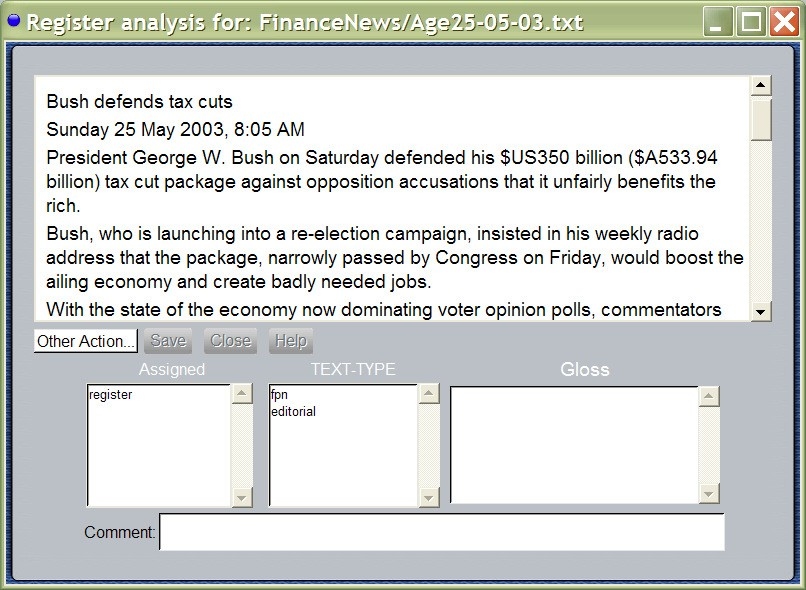 Register analysis for: FinanceNews/Age25-05-03.txt
Bush defends tax cuts
Sunday 25 May 2003, 8:05 AM
President George W. Bush on Saturday defended his $US350 billion ($A533.94
billion) tax cut package against opposition accusations that it unfairly benefits the
rich.
Bush, who is launching into a re-election campaign, insisted in his weekly radio
address that the package, narrowly passed by Congress on Friday, would boost the
ailing economy and create badly needed jobs.
With the state of the economy now dominating voter opinion polls, commentators
Other Action... Save Close Help
Assigned TEXT-TYPE Gloss
register fpn
editorial
Comment: